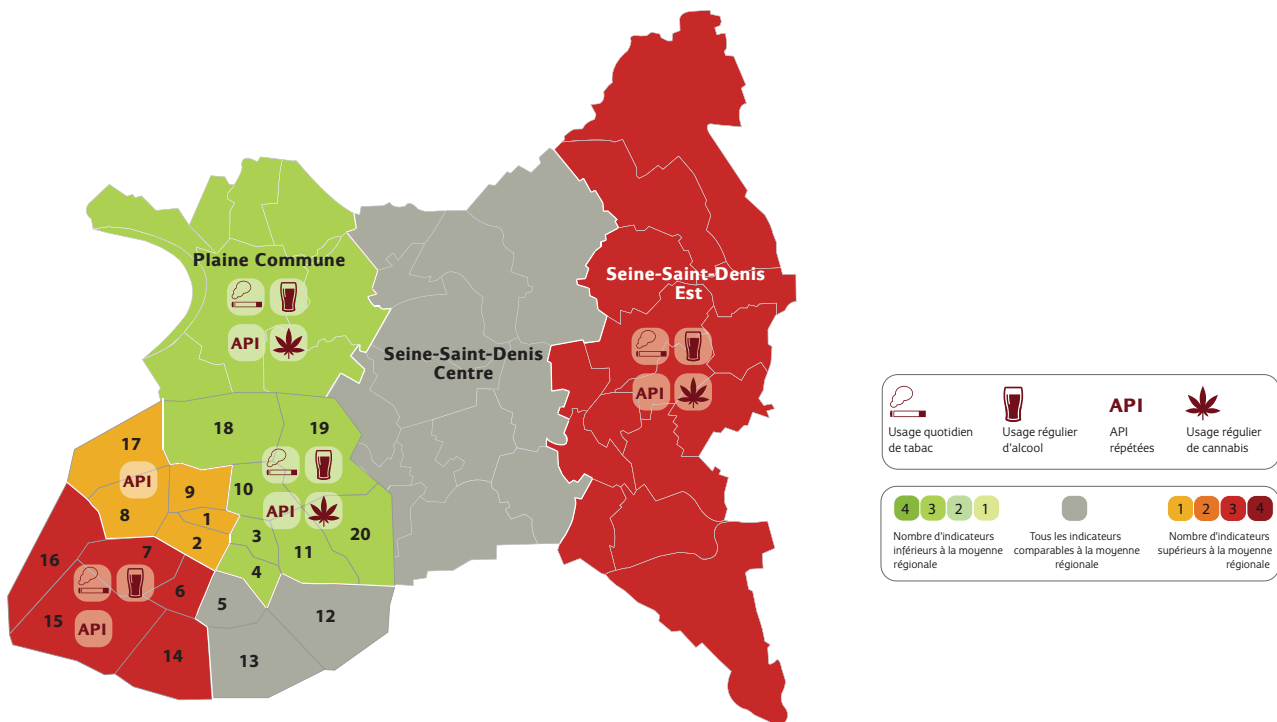 Plaine Commune
API
Seine-Saint-Denis
Est
API
Seine-Saint-Denis
Centre
18
19
17
API
10
9
8
1
2
API
3
11
20
4
16
7
6
15
API
14
5
12
13
Usage quotidien
de tabac
Usage régulier
d'alcool
API
API
répétées
Usage régulier
de cannabis
4 3 2 1
Nombre d'indicateurs
inférieurs à la moyenne
régionale
Tous les indicateurs
comparables à la moyenne
régionale
1 2 3 4
Nombre d'indicateurs
supérieurs à la moyenne
régionale